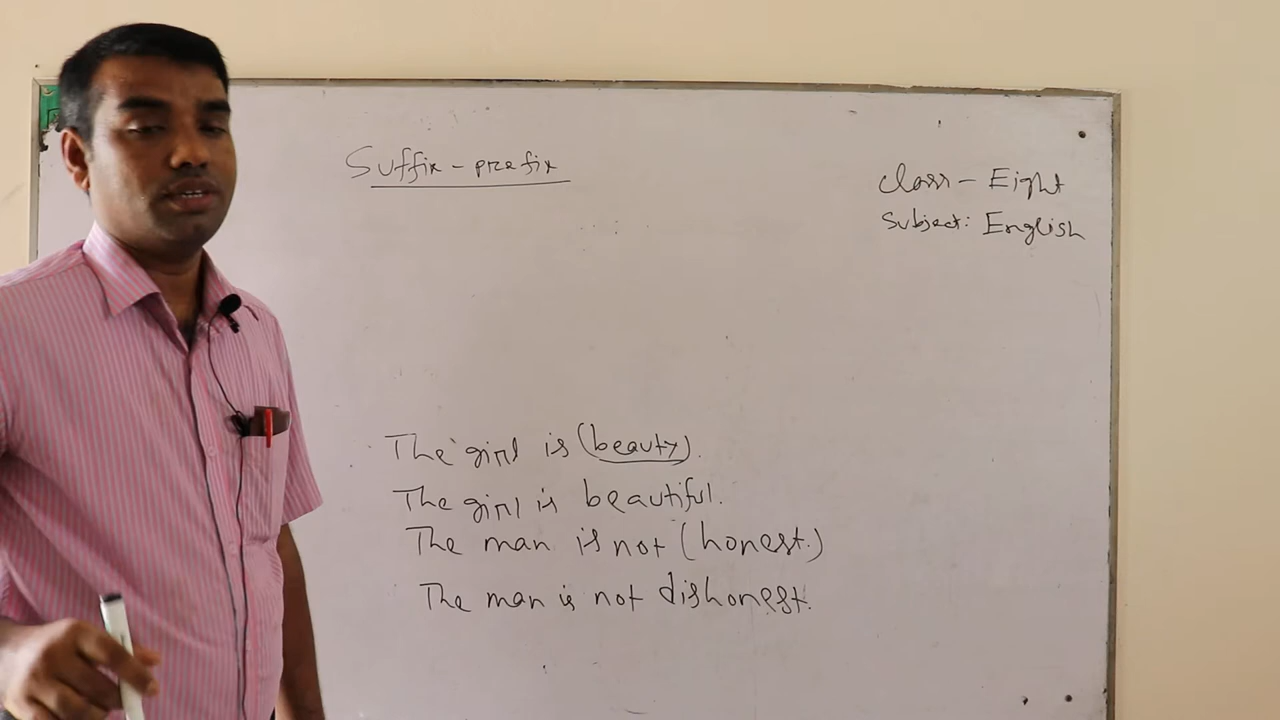 Suffix - prefix
Class - Eight
Subject: English
The girl is (beauty).
The girl is beautiful.
The man is not (honest.)
The man is not dishonest.